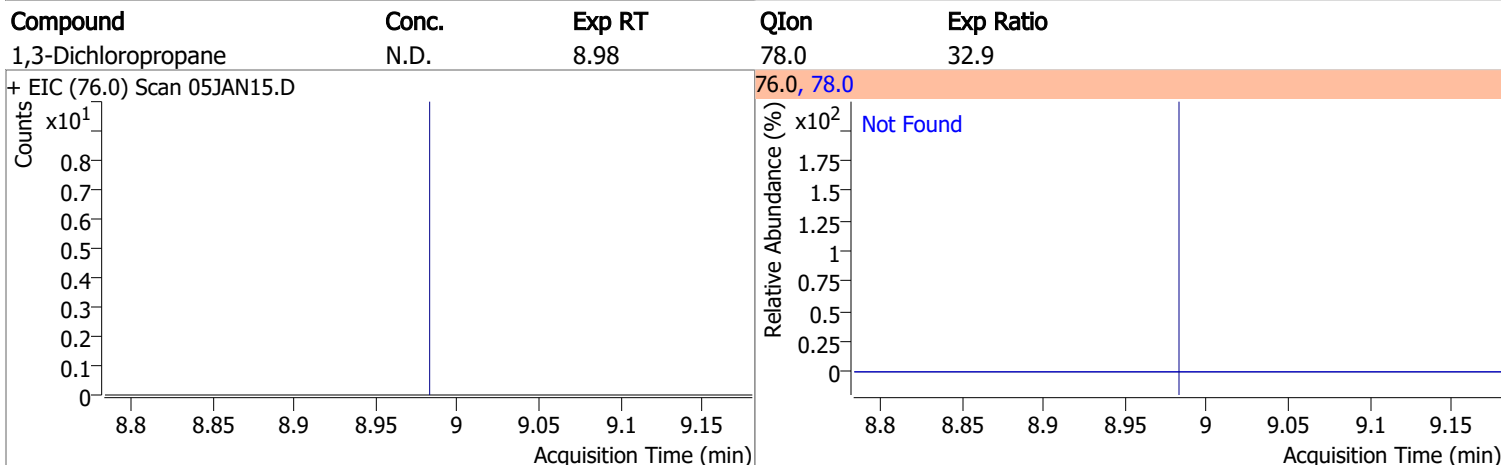 Compound Conc. Exp RT QIon Exp Ratio
1,3-Dichloropropane N.D. 8.98 78.0 32.9
+ EIC (76.0) Scan 05JAN15.D
Counts
x10¹
0.8
0.7
0.6
0.5
0.4
0.3
0.2
0.1
0
8.8 8.85 8.9 8.95 9 9.05 9.1 9.15
Acquisition Time (min)
76.0, 78.0
Relative Abundance (%)
x10²
Not Found
1.75
1.5
1.25
1
0.75
0.5
0.25
0
8.8 8.85 8.9 8.95 9 9.05 9.1 9.15
Acquisition Time (min)